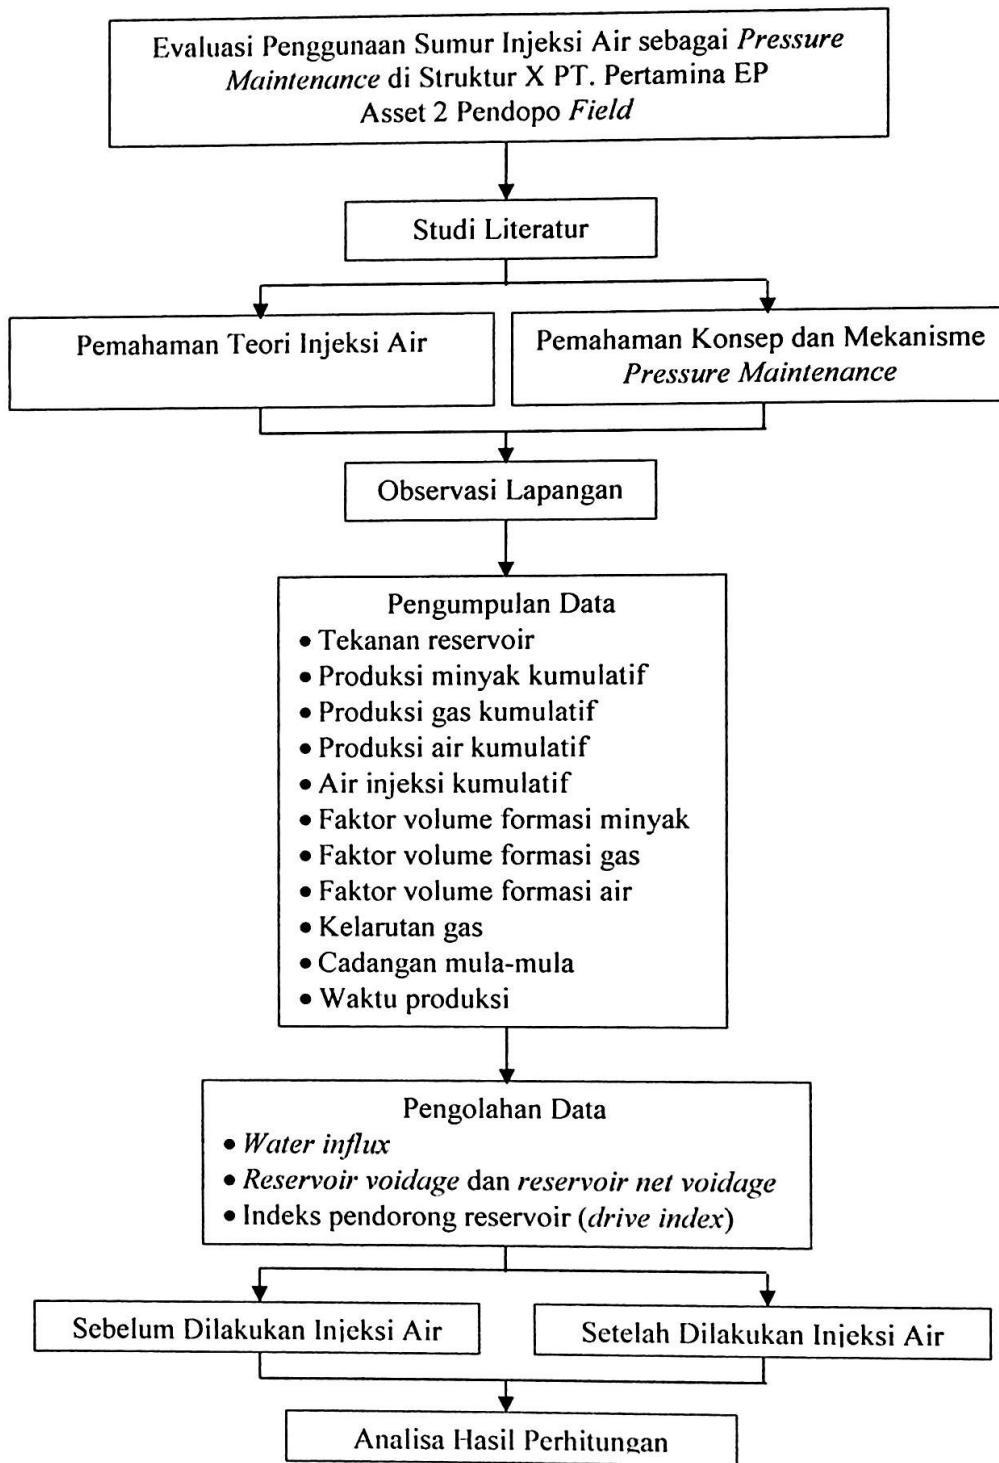 Evaluasi Penggunaan Sumur Injeksi Air sebagai Pressure
Maintenance di Struktur X PT. Pertamina EP
Asset 2 Pendopo Field
Studi Literatur
Pemahaman Teori Injeksi Air
Pemahaman Konsep dan Mekanisme
Pressure Maintenance
Observasi Lapangan
Pengumpulan Data
• Tekanan reservoir
• Produksi minyak kumulatif
• Produksi gas kumulatif
• Produksi air kumulatif
• Air injeksi kumulatif
• Faktor volume formasi minyak
• Faktor volume formasi gas
• Faktor volume formasi air
• Kelarutan gas
• Cadangan mula-mula
• Waktu produksi
Pengolahan Data
• Water influx
• Reservoir voidage dan reservoir net voidage
• Indeks pendorong reservoir (drive index)
Sebelum Dilakukan Injeksi Air
Setelah Dilakukan Injeksi Air
Analisa Hasil Perhitungan